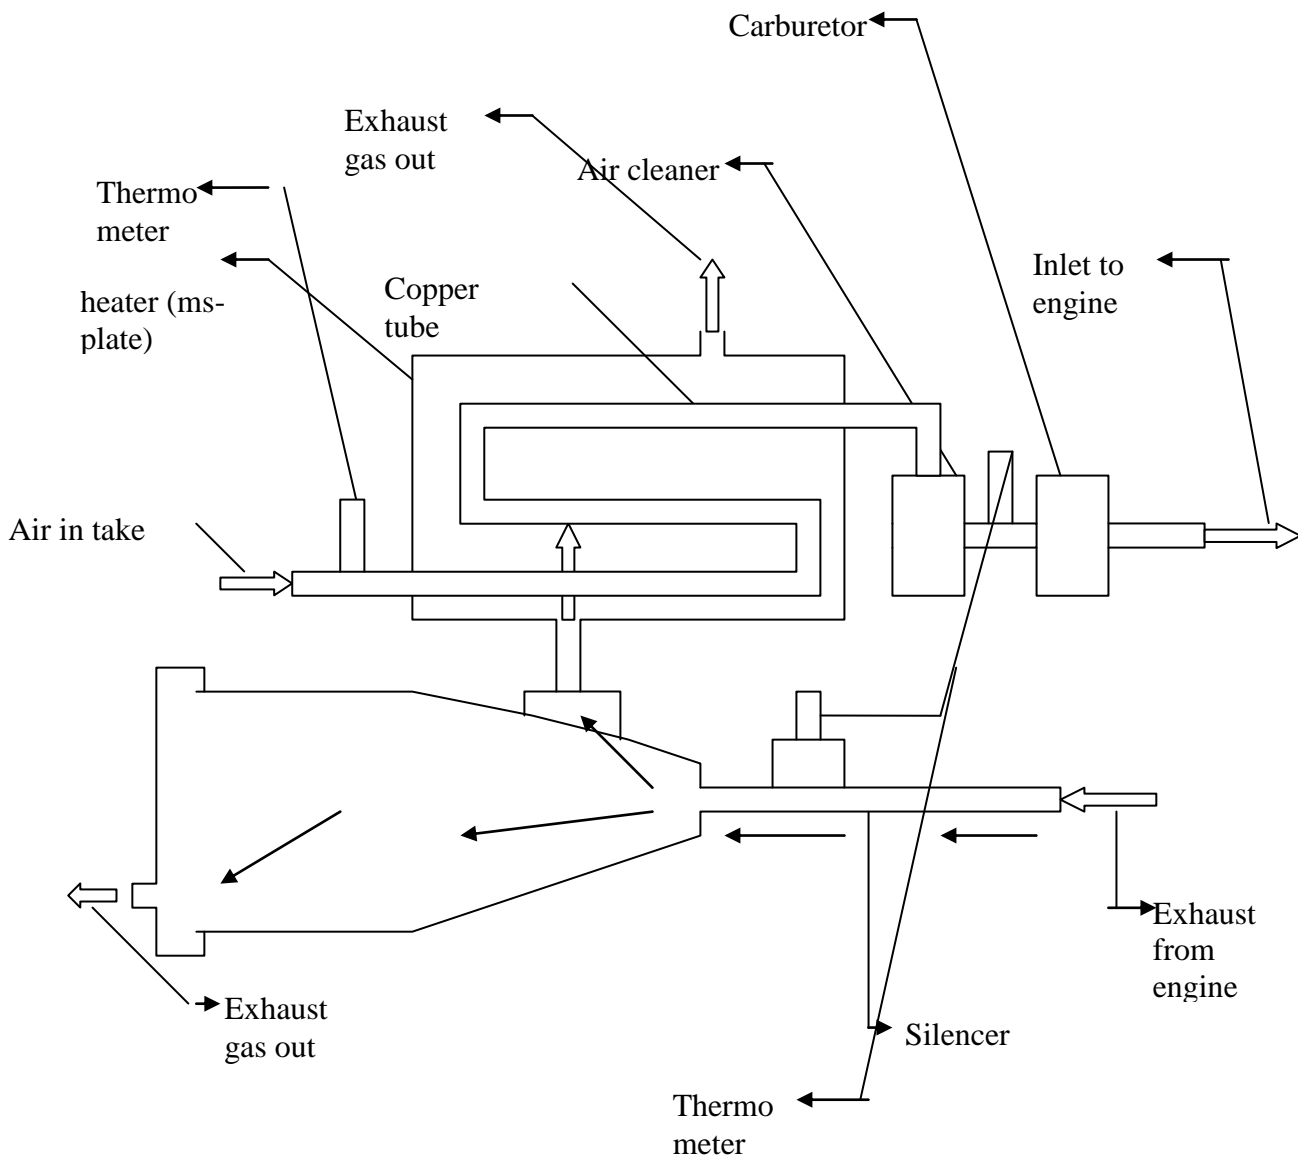 Carburetor
Exhaust
gas out
Air cleaner
Thermo
meter
heater (ms-
plate)
Copper
tube
Inlet to
engine
Air in take
Exhaust
from
engine
Exhaust
gas out
Silencer
Thermo
meter